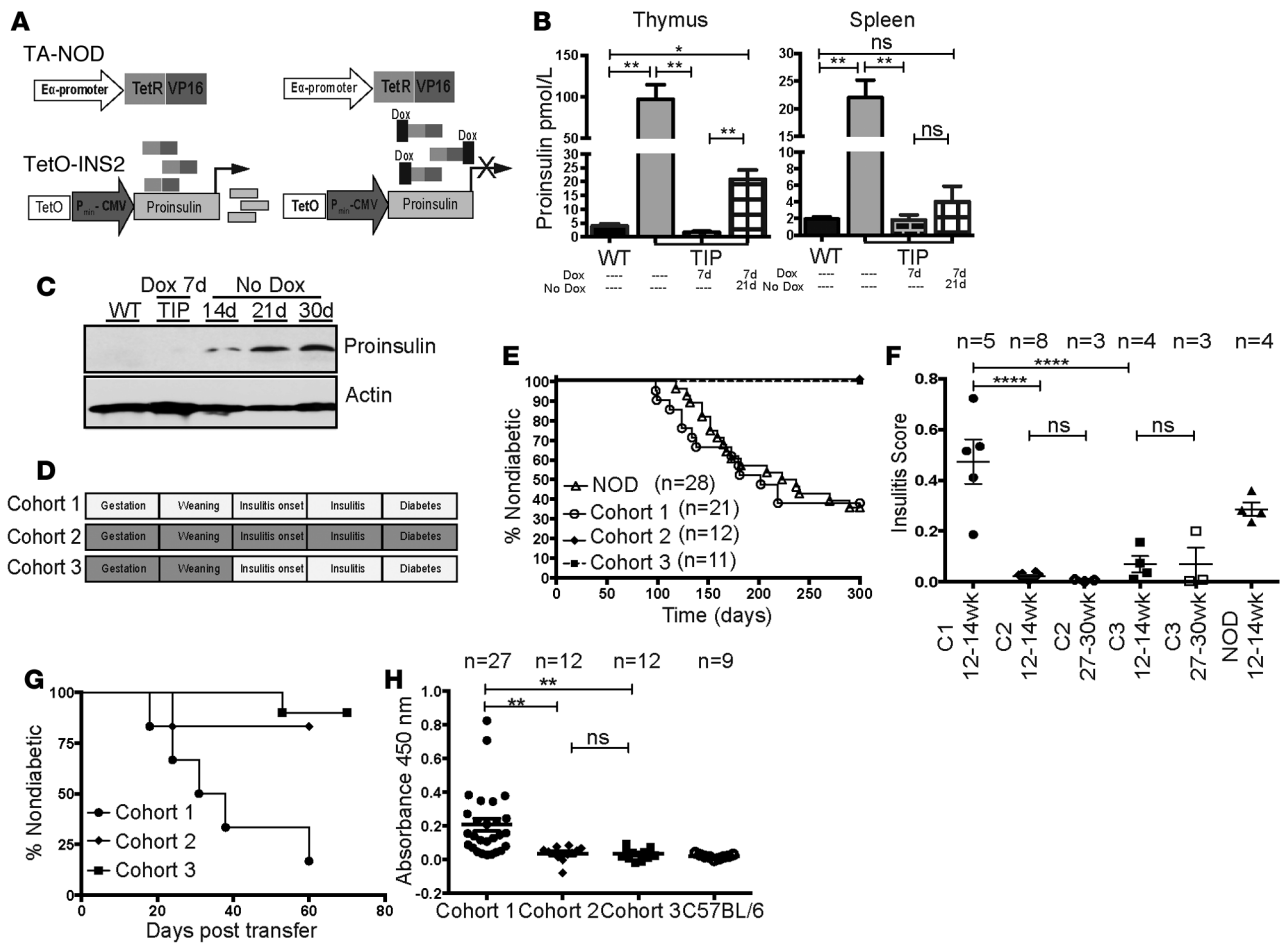 A
TA-NOD
Eα-promoter TetR VP16
Eα-promoter TetR VP16
Dox
Dox
Dox
TetO-INS2
X
TetO Pmin-CMV Proinsulin
TetO Pmin-CMV Proinsulin
B
Thymus
Spleen
Proinsulin pmol/L
150
100
50
30
25
20
15
10
5
0
*
** **
**
WT
TIP
Dox ---- ---- 7d 7d
No Dox ---- ---- ---- 21d
30
25
20
15
10
8
6
4
2
0
ns
** **
ns
WT
TIP
Dox ---- ---- 7d 7d
No Dox ---- ---- ---- 21d
C
Dox 7d No Dox
WT TIP 14d 21d 30d
Proinsulin
Actin
D
Cohort 1 Gestation Weaning Insulitis onset Insulitis Diabetes
Cohort 2 Gestation Weaning Insulitis onset Insulitis Diabetes
Cohort 3 Gestation Weaning Insulitis onset Insulitis Diabetes
E
% Nondiabetic
100
90
80
70
60
50
40
30
20
10
0
NOD (n=28)
Cohort 1 (n=21)
Cohort 2 (n=12)
Cohort 3 (n=11)
0 50 100 150 200 250 300
Time (days)
F
n=5 n=8 n=3 n=4 n=3 n=4
****
****
ns
ns
Insulitis Score
0.8
0.6
0.4
0.2
0.0
C1 12-14wk
C2 12-14wk
C2 27-30wk
C3 12-14wk
C3 27-30wk
NOD 12-14wk
G
% Nondiabetic
100
75
50
25
0
Cohort 1
Cohort 2
Cohort 3
0 20 40 60 80
Days post transfer
H
n=27 n=12 n=12 n=9
**
**
ns
Absorbance 450 nm
1.0
0.8
0.6
0.4
0.2
0.0
-0.2
Cohort 1 Cohort 2 Cohort 3 C57BL/6